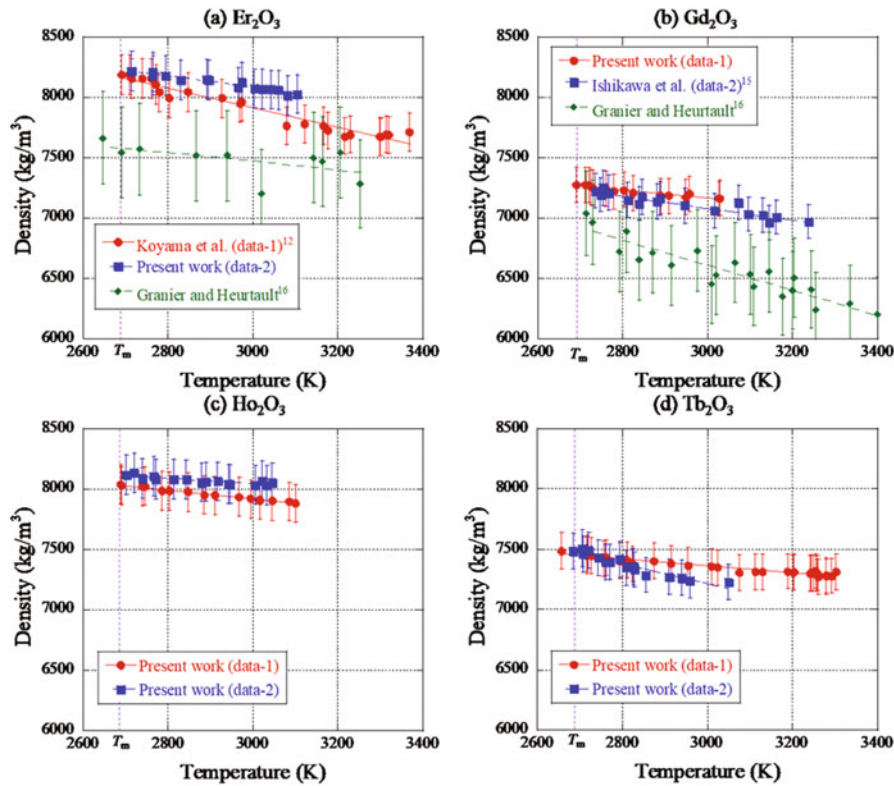 (a) Er₂O₃
8500
8000
7500
7000
6500
6000
Density (kg/m³)
Koyama et al. (data-1)¹²
Present work (data-2)
Granier and Heurtault¹⁶
2600 Tm 2800 3000 3200 3400
Temperature (K)
(b) Gd₂O₃
8500
8000
7500
7000
6500
6000
Density (kg/m³)
Present work (data-1)
Ishikawa et al. (data-2)¹⁵
Granier and Heurtault¹⁶
2600 Tm 2800 3000 3200 3400
Temperature (K)
(c) Ho₂O₃
8500
8000
7500
7000
6500
6000
Density (kg/m³)
Present work (data-1)
Present work (data-2)
2600 Tm 2800 3000 3200 3400
Temperature (K)
(d) Tb₂O₃
8500
8000
7500
7000
6500
6000
Density (kg/m³)
Present work (data-1)
Present work (data-2)
2600 Tm 2800 3000 3200 3400
Temperature (K)